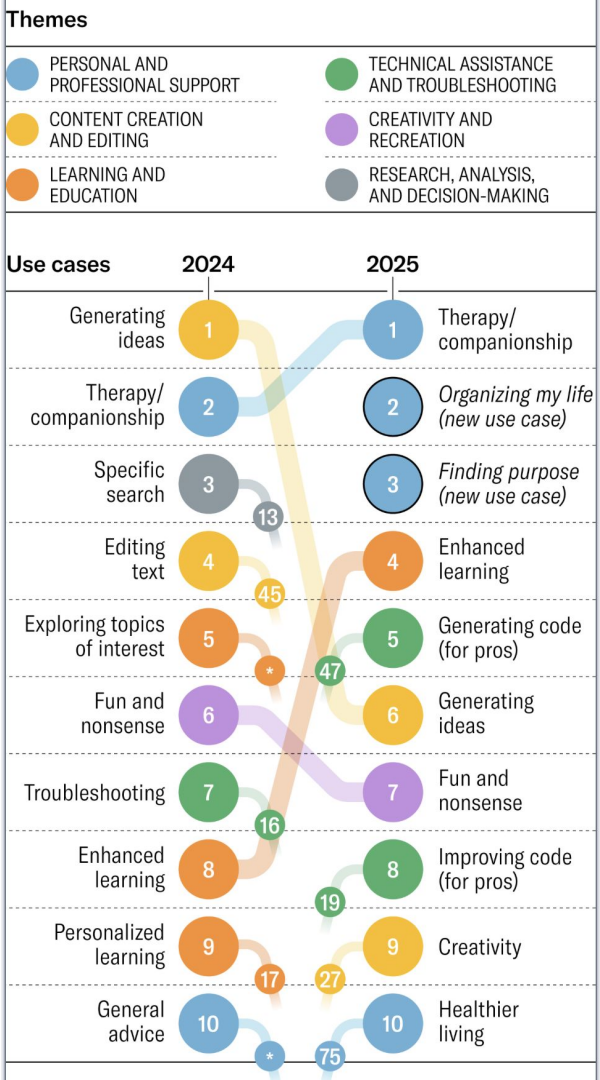 Themes
PERSONAL AND
PROFESSIONAL SUPPORT
TECHNICAL ASSISTANCE
AND TROUBLESHOOTING
CONTENT CREATION
AND EDITING
CREATIVITY AND
RECREATION
LEARNING AND
EDUCATION
RESEARCH, ANALYSIS,
AND DECISION-MAKING
Use cases 2024 2025
Generating
ideas
1
1
Therapy/
companionship
Therapy/
companionship
2
2
Organizing my life
(new use case)
Specific
search
3
13
3
Finding purpose
(new use case)
Editing
text
4
45
4
Enhanced
learning
Exploring topics
of interest
5
*
47
5
Generating code
(for pros)
Fun and
nonsense
6
6
Generating
ideas
Troubleshooting
7
16
7
Fun and
nonsense
Enhanced
learning
8
19
8
Improving code
(for pros)
Personalized
learning
9
17
27
9
Creativity
General
advice
10
*
75
10
Healthier
living